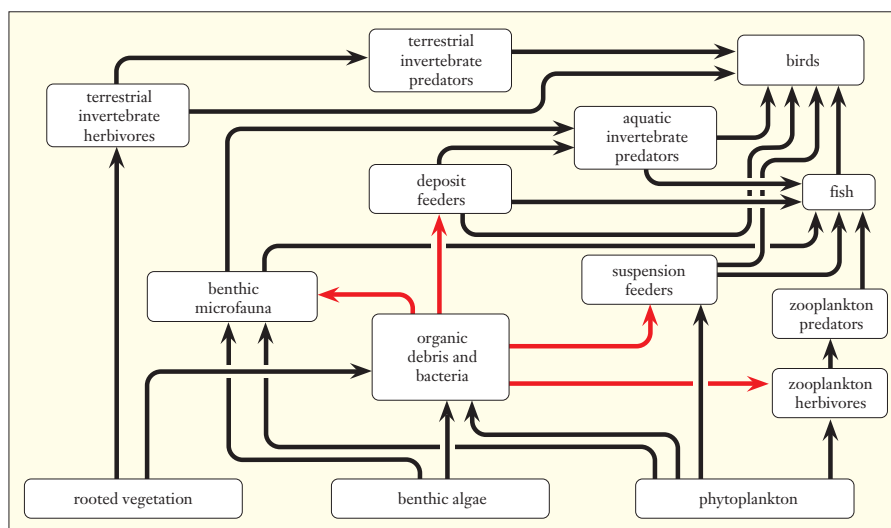 terrestrial
invertebrate
predators
birds
terrestrial
invertebrate
herbivores
aquatic
invertebrate
predators
deposit
feeders
fish
benthic
microfauna
suspension
feeders
zooplankton
predators
organic
debris and
bacteria
zooplankton
herbivores
rooted vegetation
benthic algae
phytoplankton